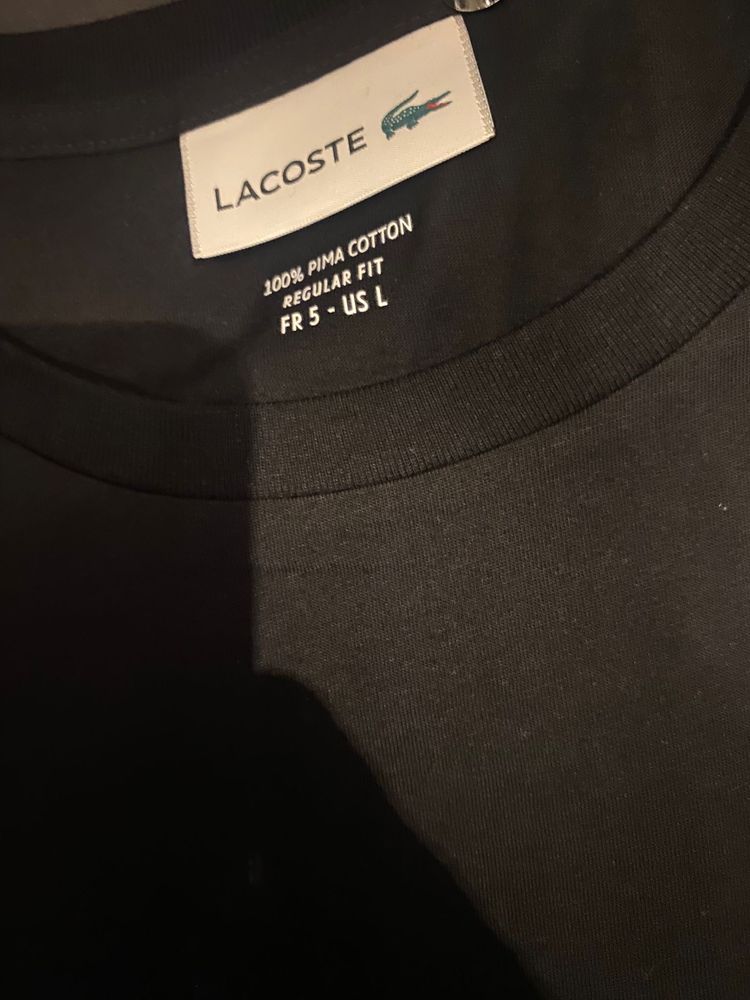 LACOSTE
100% PIMA COTTON
REGULAR FIT
FR 5 - US L